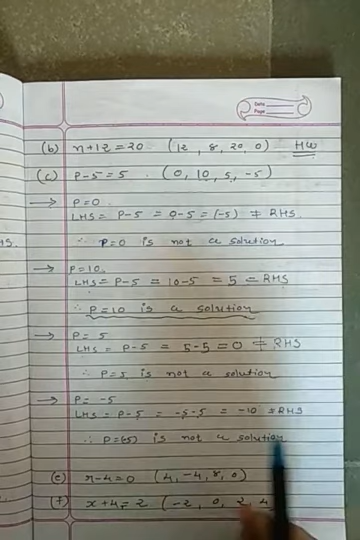 Date
Page
(b) n+12=20. (12, 8, 20, 0) HW
(c) P-5=5. (0, 10, 5, -5)
→ P=0.
LHS= P-5 = 0-5 = (-5) ≠ RHS.
∴ P=0 is not a solution
→ P=10.
LHS= P-5 = 10-5 = 5 = RHS
∴ P=10 is a solution
→ P= 5
LHS = P-5 = 5-5 = 0 ≠ RHS
∴ P=5 is not a solution
→ P= -5
LHS= P-5 = -5-5 = -10 ≠ RHS
∴ P=(-5) is not a solution
(e) r-4=0 (4, -4, 8, 0)
(f) x+4=2 (-2, 0, 2, 4
HS.